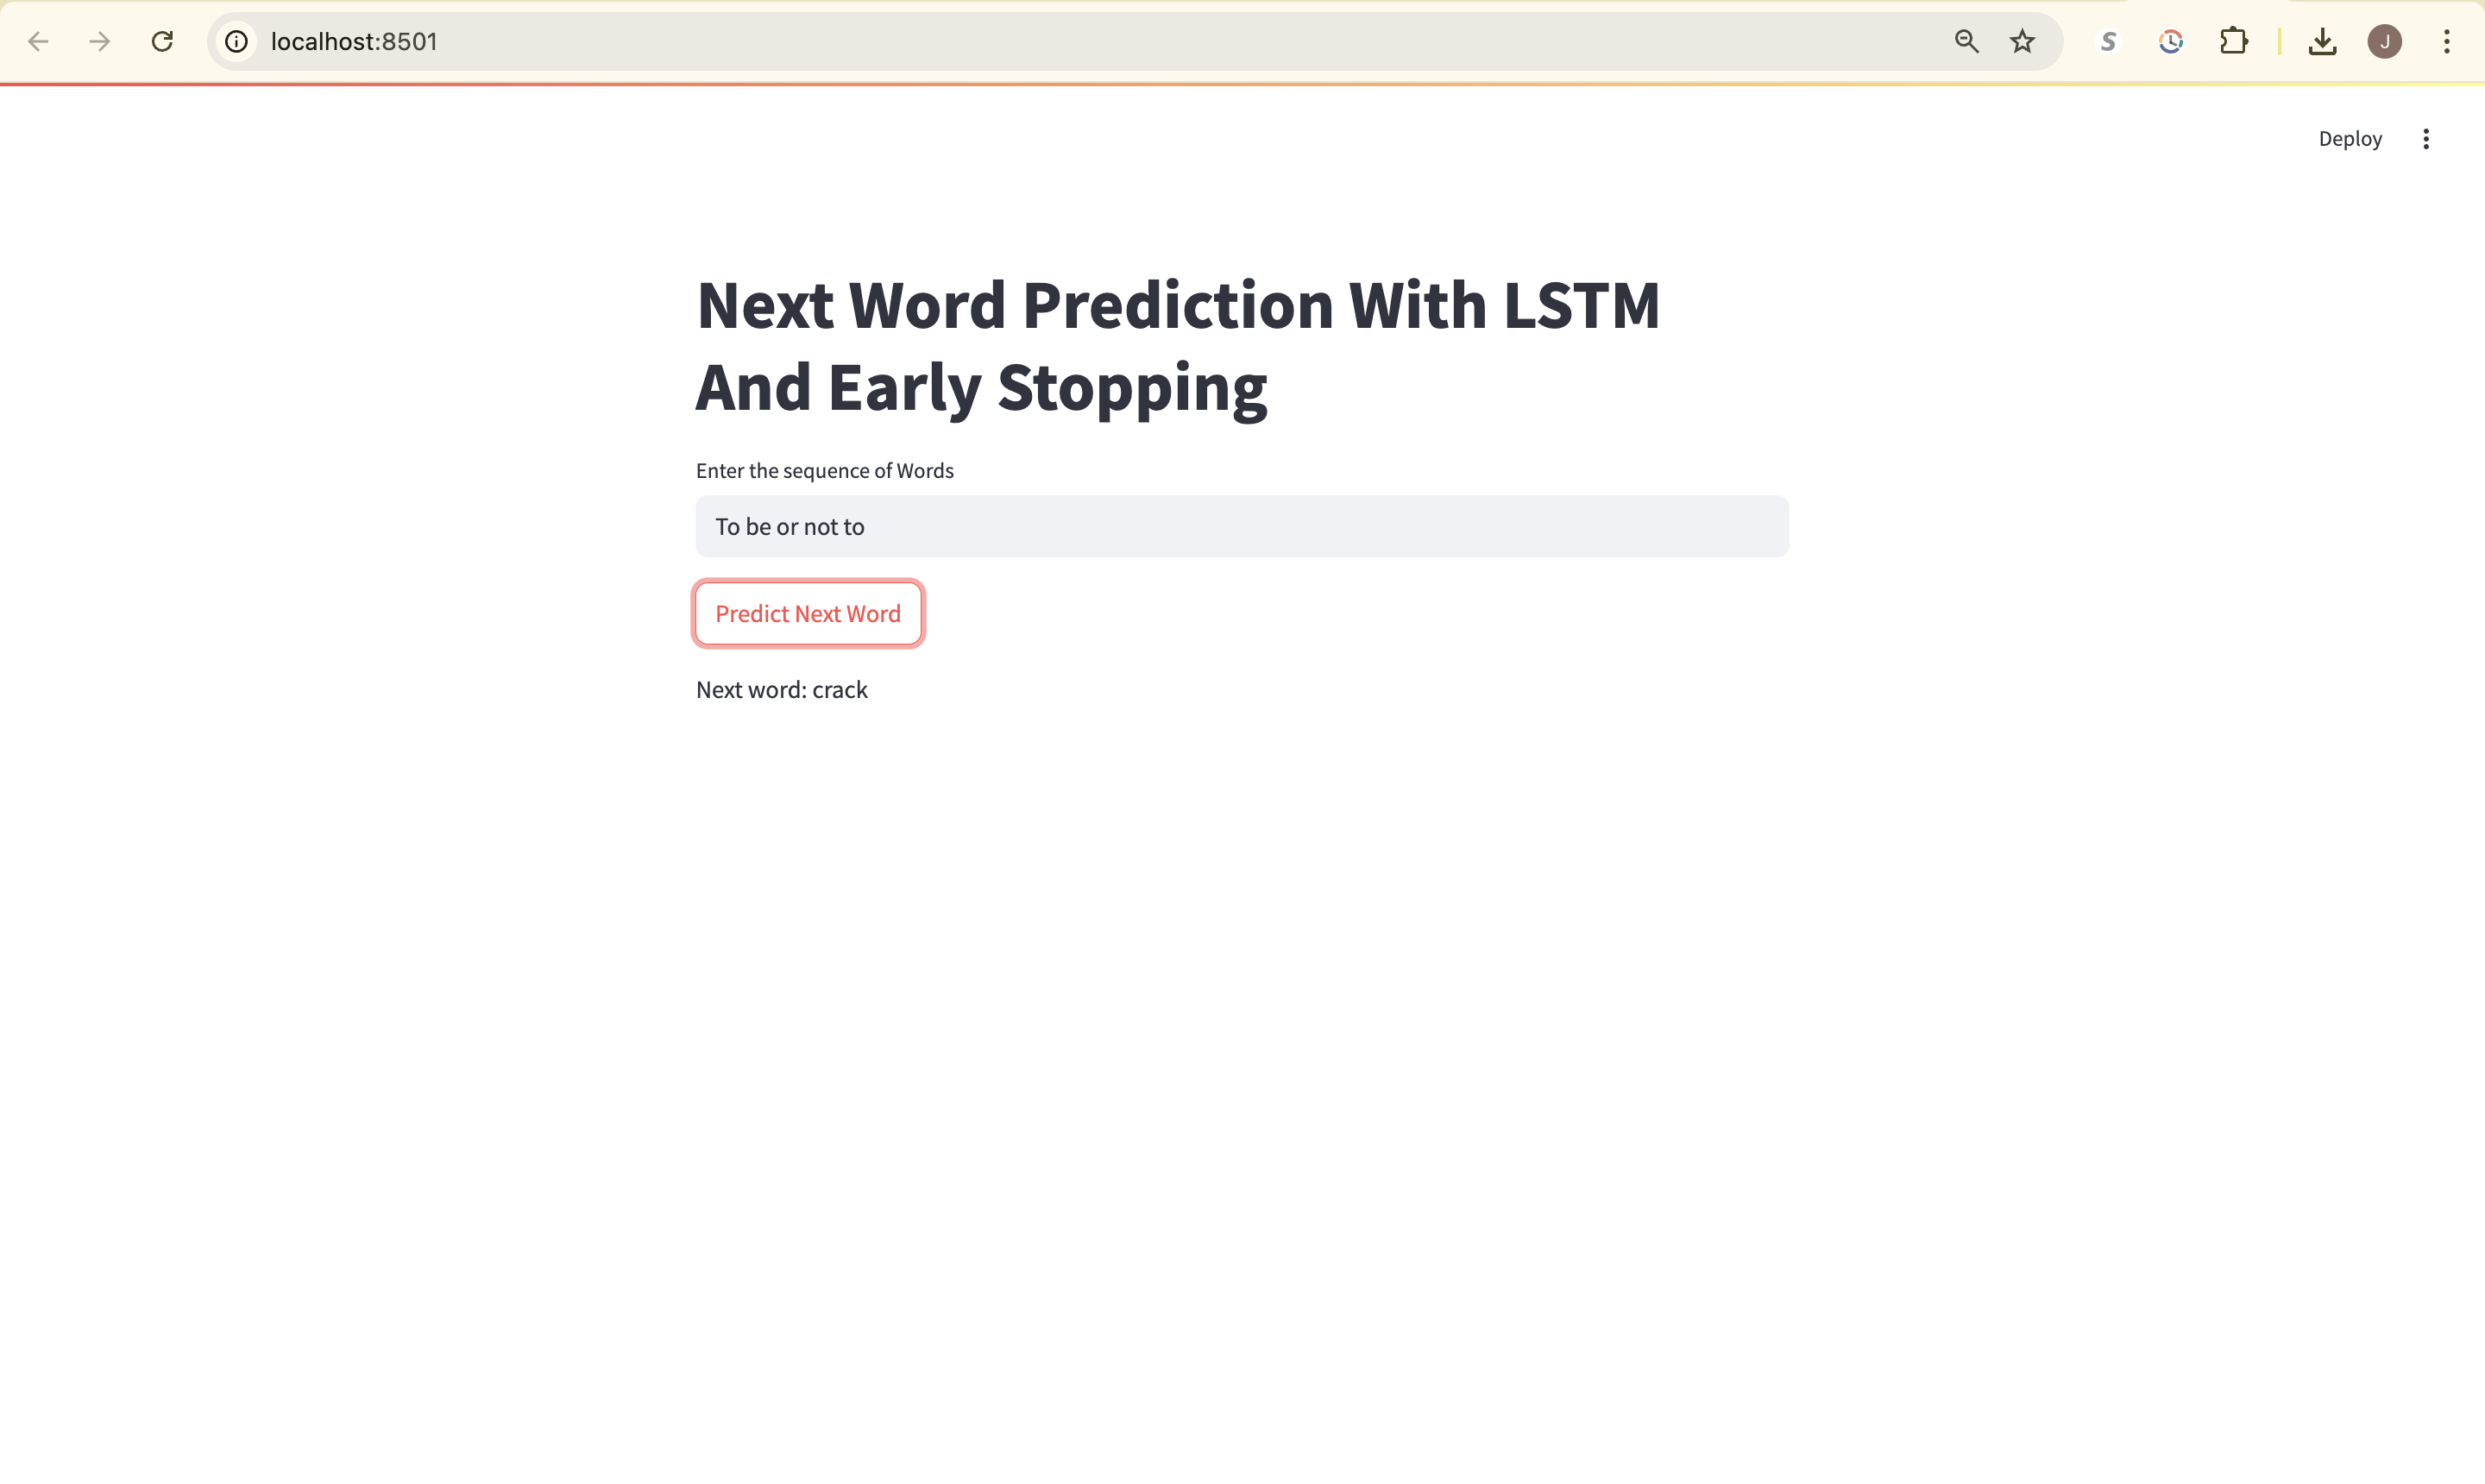 localhost:8501
S
J
Deploy
Next Word Prediction With LSTM
And Early Stopping
Enter the sequence of Words
To be or not to
Predict Next Word
Next word: crack